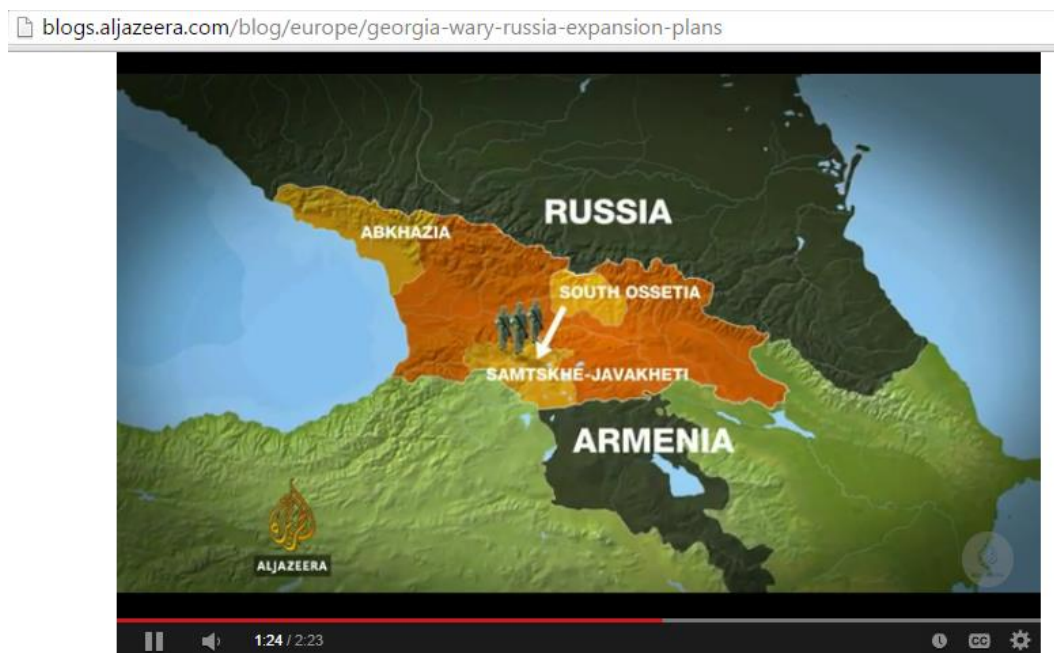 blogs.aljazeera.com/blog/europe/georgia-wary-russia-expansion-plans
RUSSIA
ABKHAZIA
SOUTH OSSETIA
SAMTSKHE-JAVAKHETI
ARMENIA
ALJAZEERA
1:24 / 2:23
CC